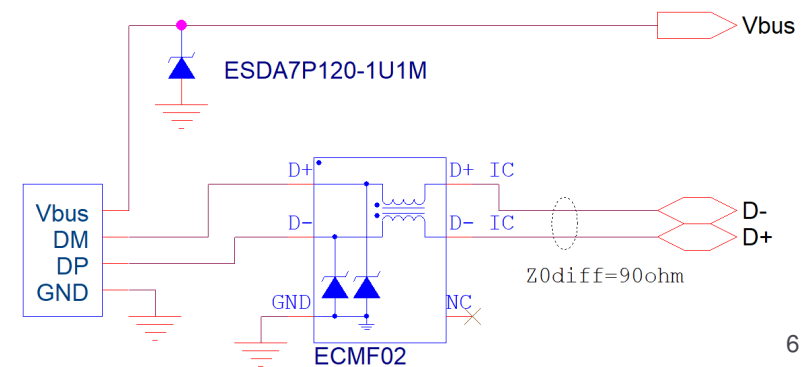 Vbus
ESDA7P120-1U1M
D+
D+ IC
Vbus
DM
DP
GND
D-
D- IC
D-
D+
Z0diff=90ohm
GND
NC
ECMF02
6